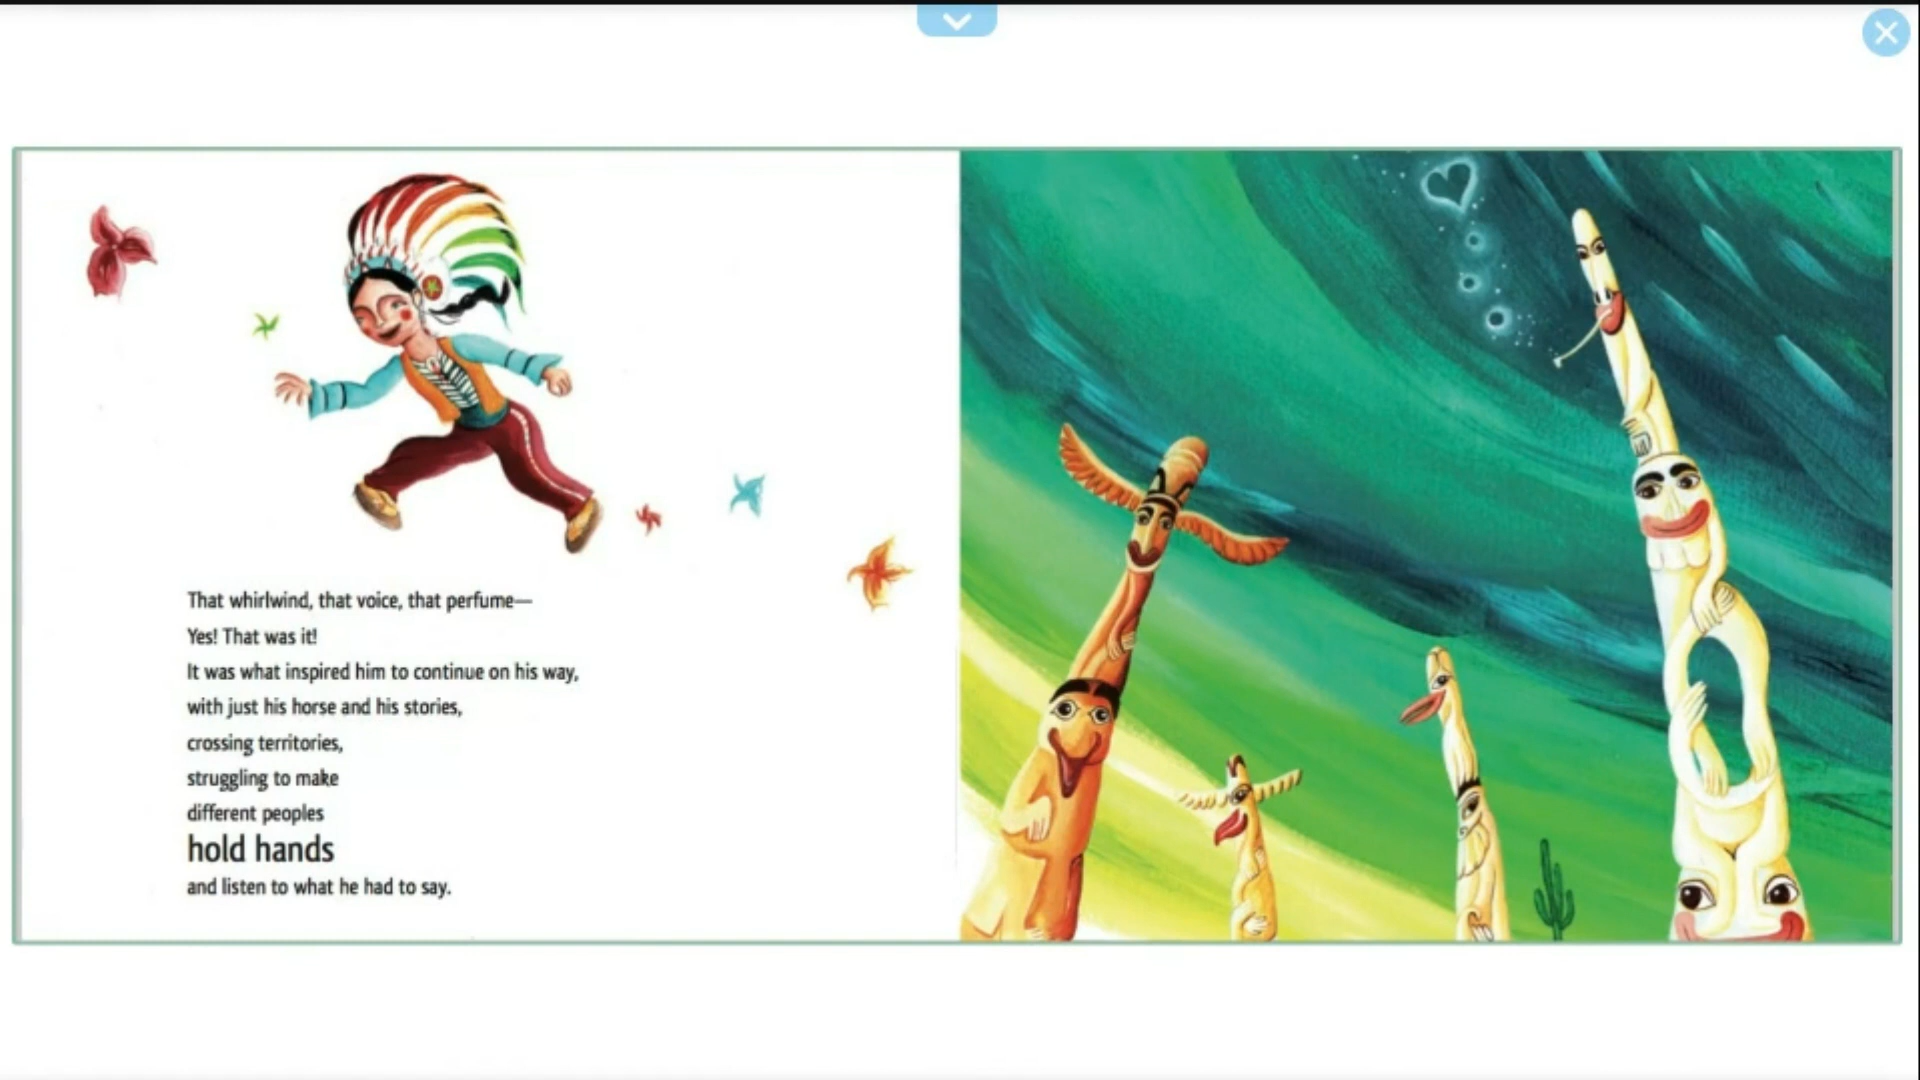 That whirlwind, that voice, that perfume—
Yes! That was it!
It was what inspired him to continue on his way,
with just his horse and his stories,
crossing territories,
struggling to make
different peoples
hold hands
and listen to what he had to say.